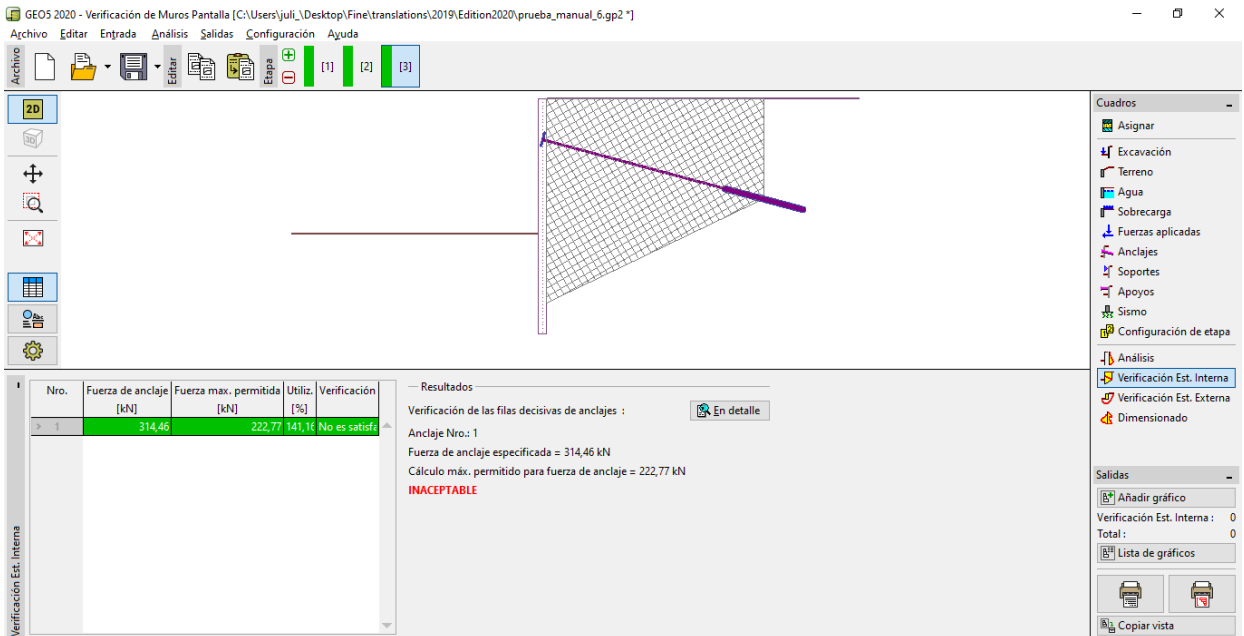 GEO5 2020 - Verificación de Muros Pantalla [C:\Users\juli_\Desktop\Fine\translations\2019\Edition2020\prueba_manual_6.gp2 *]
Archivo Editar Entrada Análisis Salidas Configuración Ayuda
Archivo
Editar
Etapa
[1] [2] [3]
2D
3D
Cuadros
Asignar
Excavación
Terreno
Agua
Sobrecarga
Fuerzas aplicadas
Anclajes
Soportes
Apoyos
Sismo
Configuración de etapa
Análisis
Verificación Est. Interna
Verificación Est. Externa
Dimensionado
Verificación Est. Interna
Nro. Fuerza de anclaje Fuerza max. permitida Utiliz. Verificación
[kN] [kN] [%]
> 1 314,46 222,77 141,16 No es satisfa
Resultados
Verificación de las filas decisivas de anclajes : En detalle
Anclaje Nro.: 1
Fuerza de anclaje especificada = 314,46 kN
Cálculo máx. permitido para fuerza de anclaje = 222,77 kN
INACEPTABLE
Salidas
Añadir gráfico
Verificación Est. Interna : 0
Total : 0
Lista de gráficos
Copiar vista